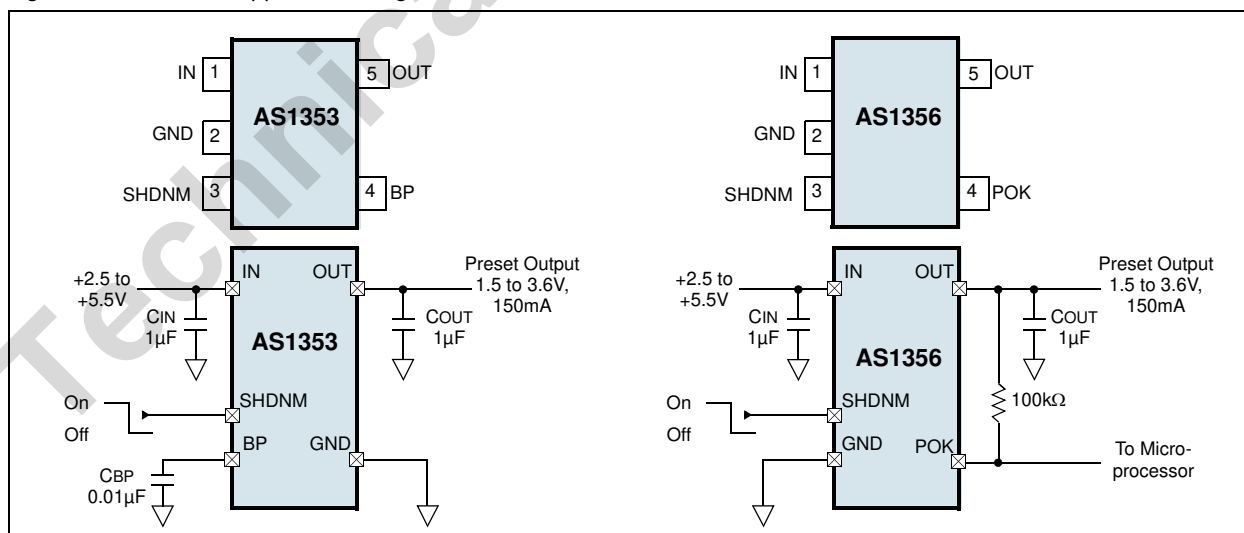 IN 1
5 OUT
AS1353
GND 2
SHDNM 3
4 BP
IN 1
5 OUT
AS1356
GND 2
SHDNM 3
4 POK
+2.5 to
+5.5V
IN
OUT
Preset Output
1.5 to 3.6V,
150mA
CIN
1µF
COUT
1µF
AS1353
On
Off
SHDNM
BP
GND
CBP
0.01µF
+2.5 to
+5.5V
IN
OUT
Preset Output
1.5 to 3.6V,
150mA
CIN
1µF
COUT
1µF
AS1356
100kΩ
On
Off
SHDNM
GND
POK
To Micro-
processor
Technica